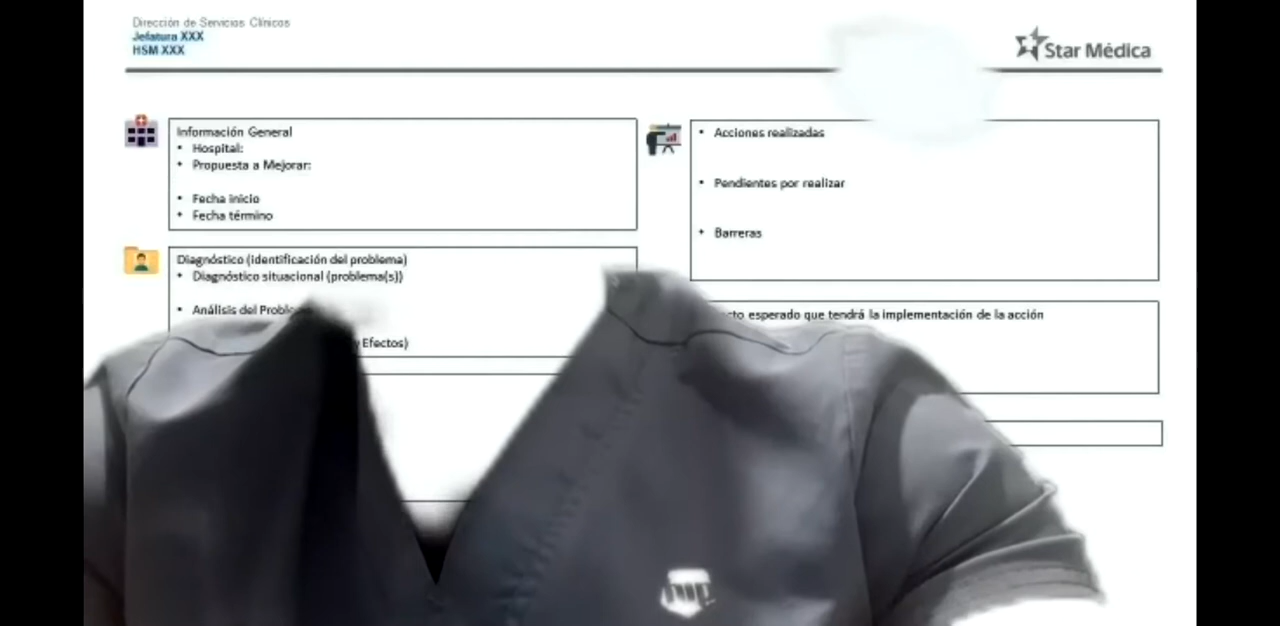 Dirección de Servicios Clínicos
Jefatura XXX
HSM XXX
Star Médica
Información General
• Hospital:
• Propuesta a Mejorar:
• Fecha inicio
• Fecha término
Diagnóstico (identificación del problema)
• Diagnóstico situacional (problema(s))
• Análisis del
y Efectos)
• Acciones realizadas
• Pendientes por realizar
• Barreras
esperado que tendrá la implementación de la acción